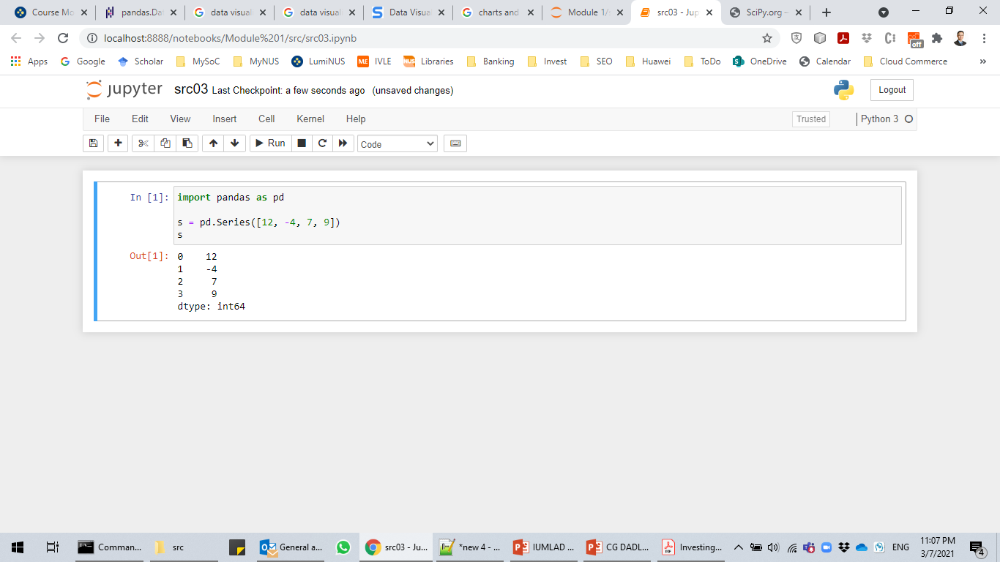 Course Mo
pandas.Dat
data visual
data visual
Data Visual
charts and
Module 1/s
src03 - Jup
SciPy.org –
localhost:8888/notebooks/Module%201/src/src03.ipynb
off
Apps
Google
Scholar
MySoC
MyNUS
LumiNUS
ME IVLE
NUS Libraries
Banking
Invest
SEO
Huawei
ToDo
OneDrive
Calendar
Cloud Commerce
»
jupyter src03 Last Checkpoint: a few seconds ago (unsaved changes)
Logout
File Edit View Insert Cell Kernel Help
Trusted
Python 3
Run
Code
In [1]: import pandas as pd
s = pd.Series([12, -4, 7, 9])
s
Out[1]: 0 12
1 -4
2 7
3 9
dtype: int64
Comman...
src
General a...
src03 - Ju...
*new 4 - ...
IUMLAD ...
CG DADL...
Investing...
ENG
11:07 PM
3/7/2021
4